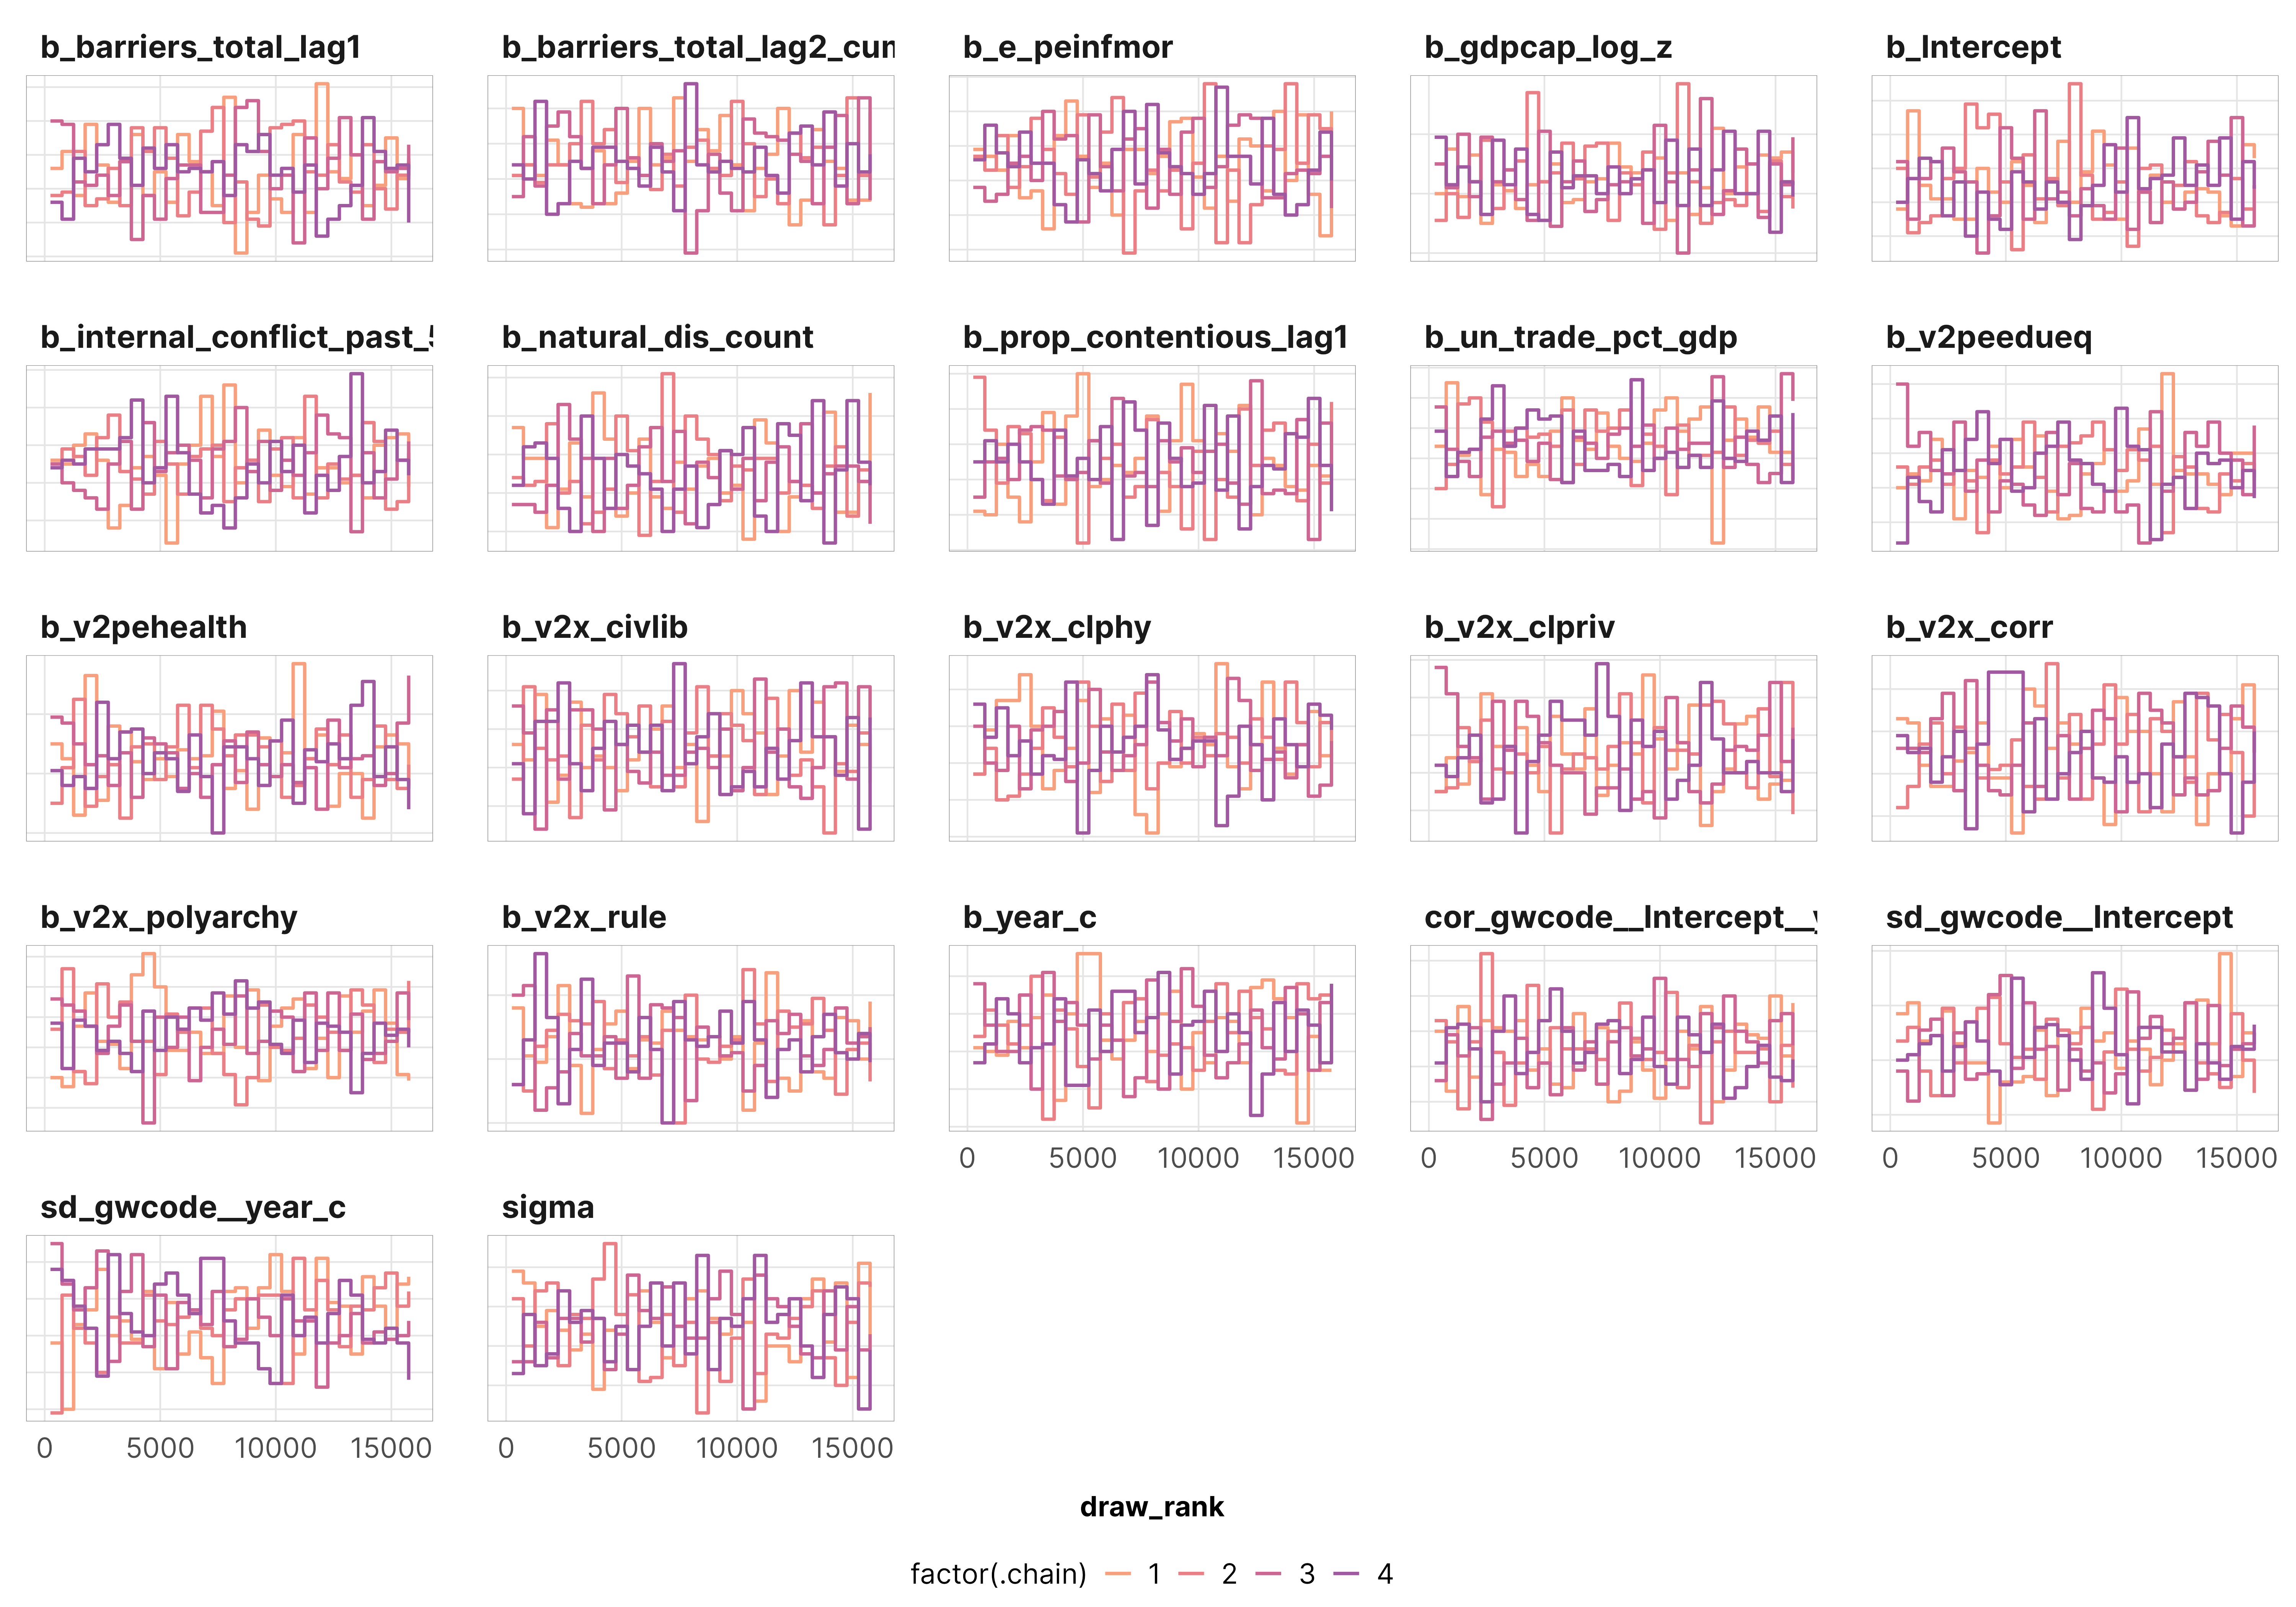 b_barriers_total_lag1 b_barriers_total_lag2_cun b_e_peinfmor b_gdpcap_log_z b_Intercept
b_internal_conflict_past_5 b_natural_dis_count b_prop_contentious_lag1 b_un_trade_pct_gdp b_v2peedueq
b_v2pehealth b_v2x_civlib b_v2x_clphy b_v2x_clpriv b_v2x_corr
b_v2x_polyarchy b_v2x_rule b_year_c cor_gwcode__Intercept__y sd_gwcode__Intercept
0 5000 10000 15000 0 5000 10000 15000 0 5000 10000 15000
sd_gwcode__year_c sigma
0 5000 10000 15000 0 5000 10000 15000
draw_rank
factor(.chain) 1 2 3 4